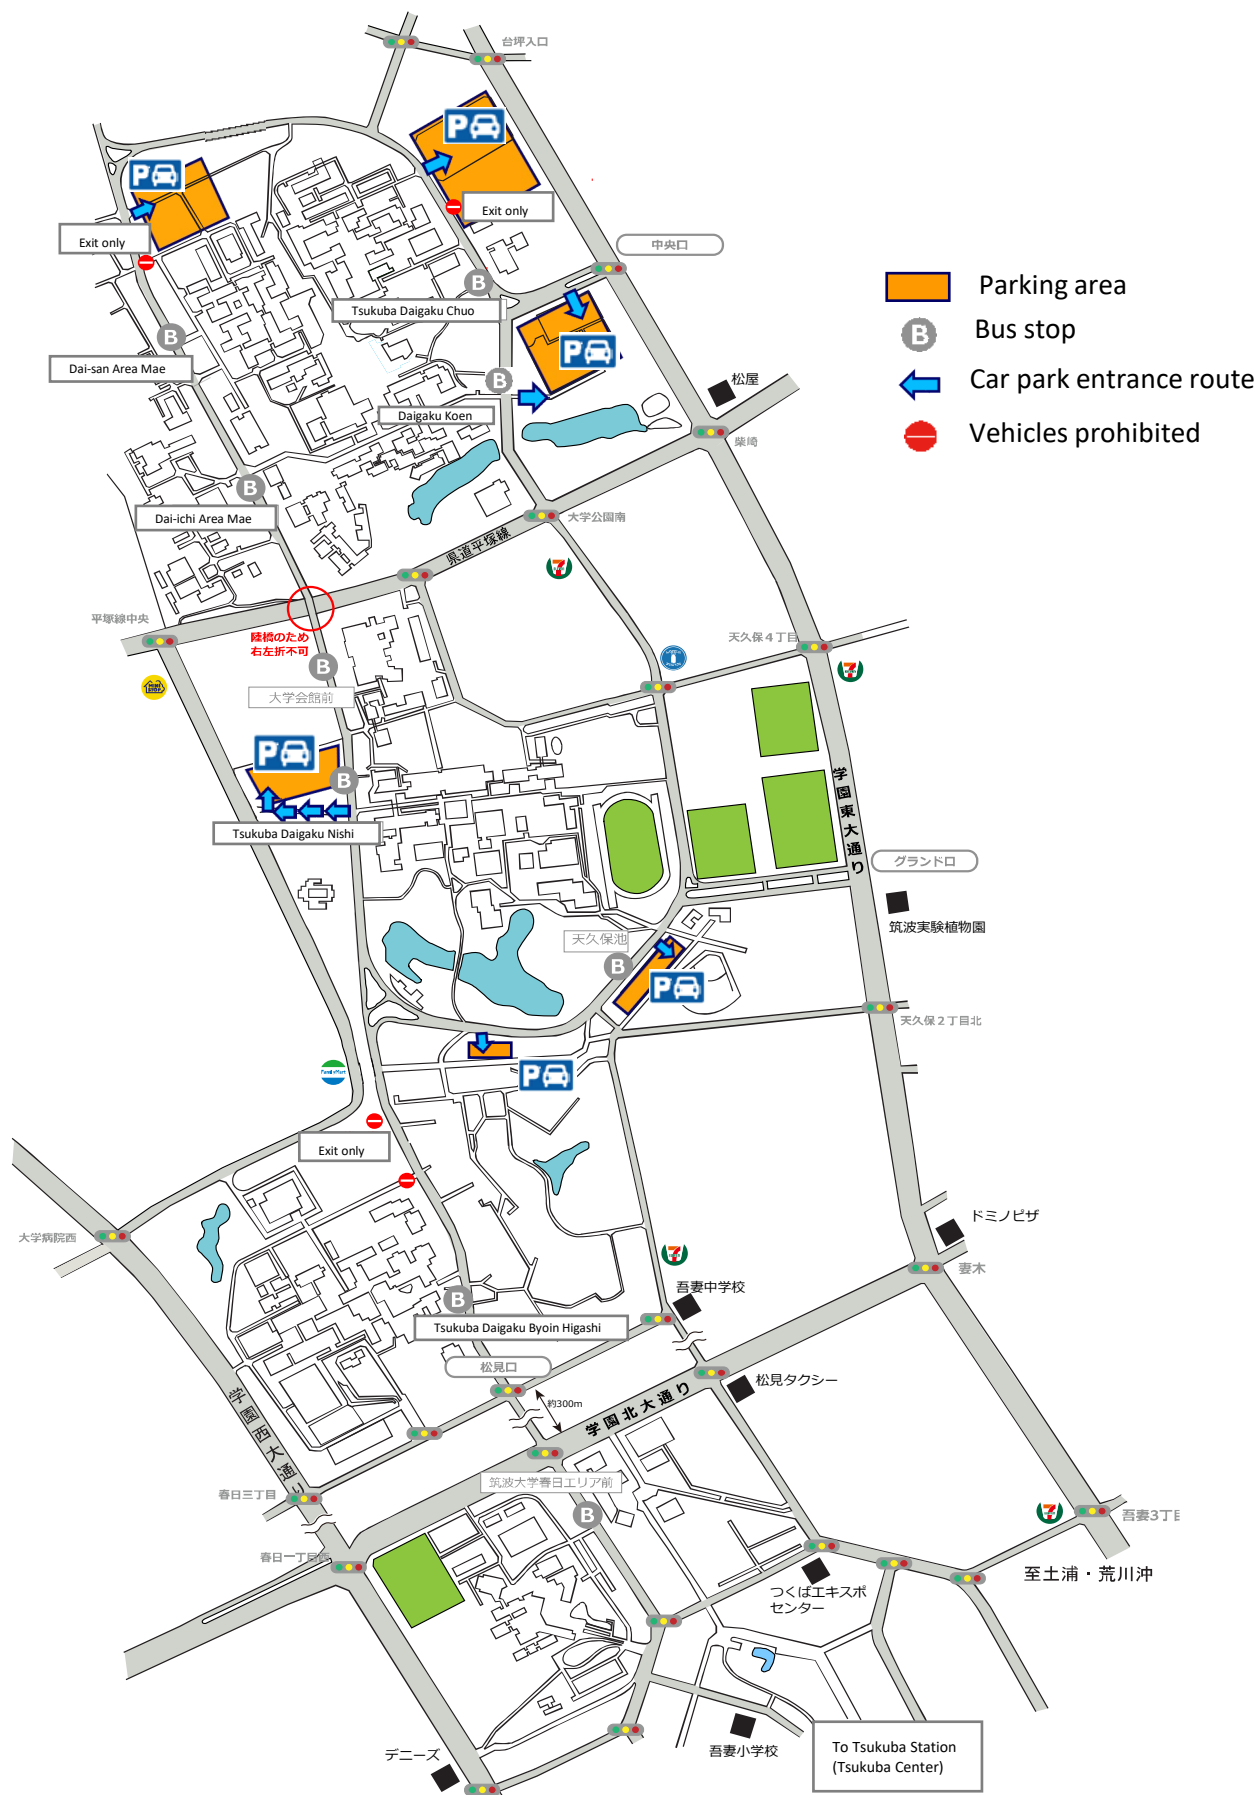 台坪入口
P
P
Exit only
Exit only
中央口
B
Tsukuba Daigaku Chuo
Parking area
B
Bus stop
Car park entrance route
Vehicles prohibited
B
Dai-san Area Mae
P
B
Daigaku Koen
松屋
柴崎
B
Dai-ichi Area Mae
大学公園南
県道平塚線
7
平塚線中央
陸橋のため
右左折不可
天久保4丁目
7
B
大学会館前
P
B
Tsukuba Daigaku Nishi
学園東大通り
グランド口
筑波実験植物園
天久保池
B
P
天久保2丁目北
FamilyMart
P
Exit only
大学病院西
ドミノピザ
妻木
7
吾妻中学校
B
Tsukuba Daigaku Byoin Higashi
松見口
約300m
松見タクシー
学園北大通り
学園西大通り
筑波大学春日エリア前
B
春日三丁目
7
吾妻3丁目
春日一丁目西
つくばエキスポ
センター
至土浦・荒川沖
吾妻小学校
To Tsukuba Station
(Tsukuba Center)
デニーズ